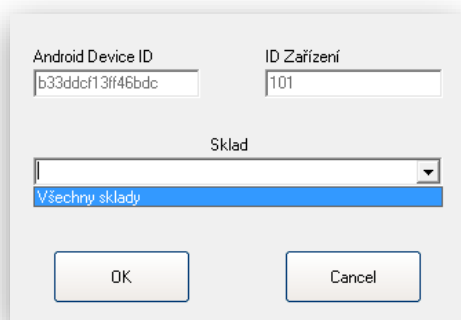 Android Device ID
ID Zařízení
b33ddcf13ff46bdc
101
Sklad
Všechny sklady
OK
Cancel